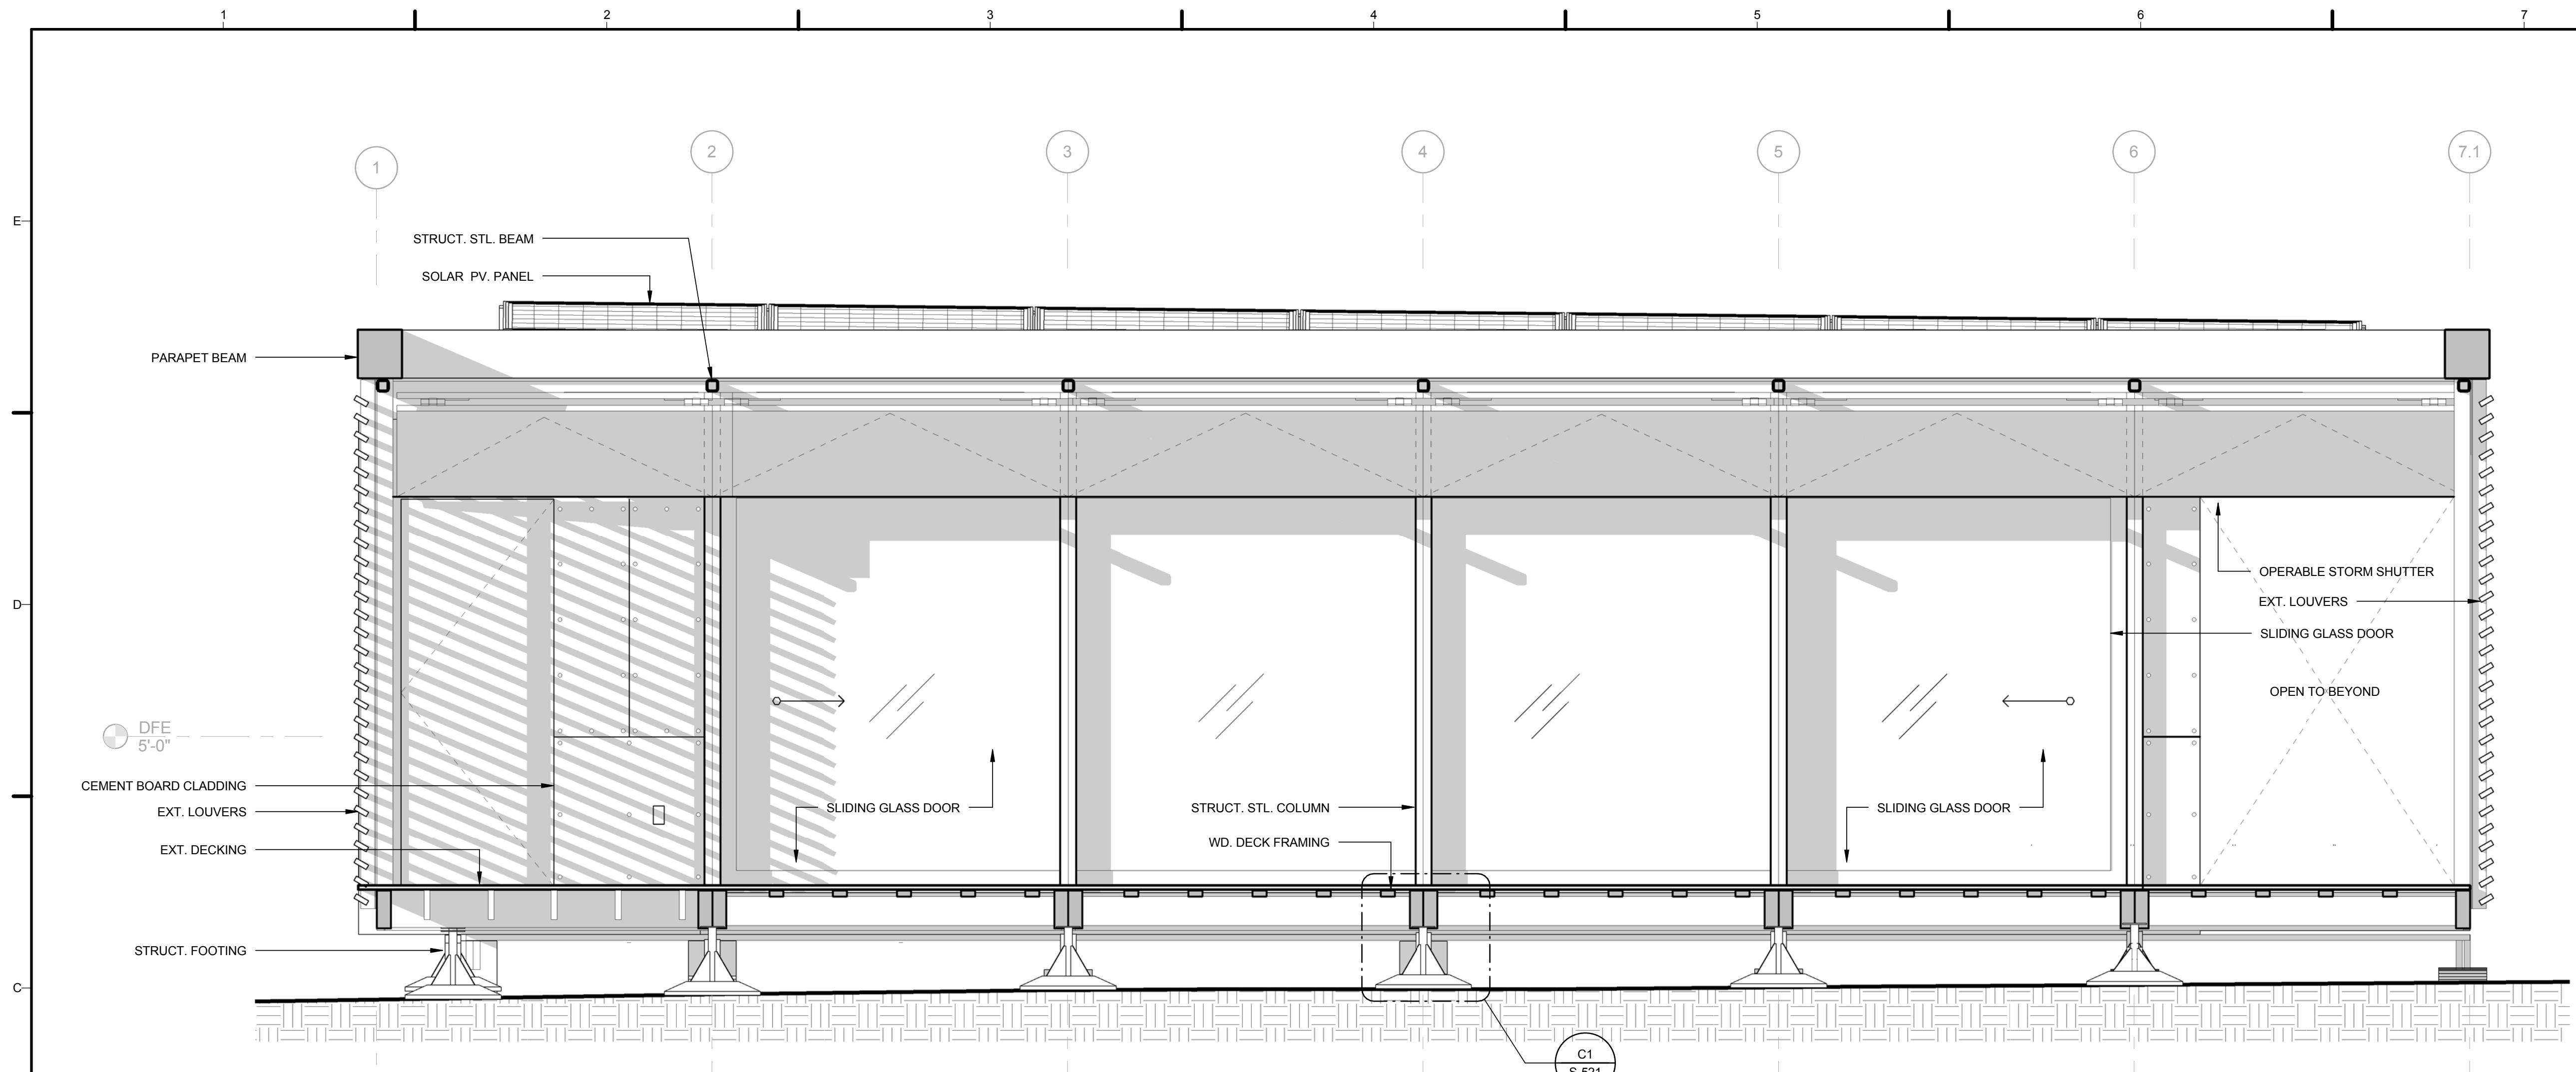 1 2 3 4 5 6 7
1 2 3 4 5 6 7.1
E
STRUCT. STL. BEAM
SOLAR PV. PANEL
PARAPET BEAM
OPERABLE STORM SHUTTER
D
EXT. LOUVERS
SLIDING GLASS DOOR
OPEN TO BEYOND
DFE
5'-0"
CEMENT BOARD CLADDING
EXT. LOUVERS
SLIDING GLASS DOOR
STRUCT. STL. COLUMN
SLIDING GLASS DOOR
WD. DECK FRAMING
EXT. DECKING
STRUCT. FOOTING
C
C1
S-521